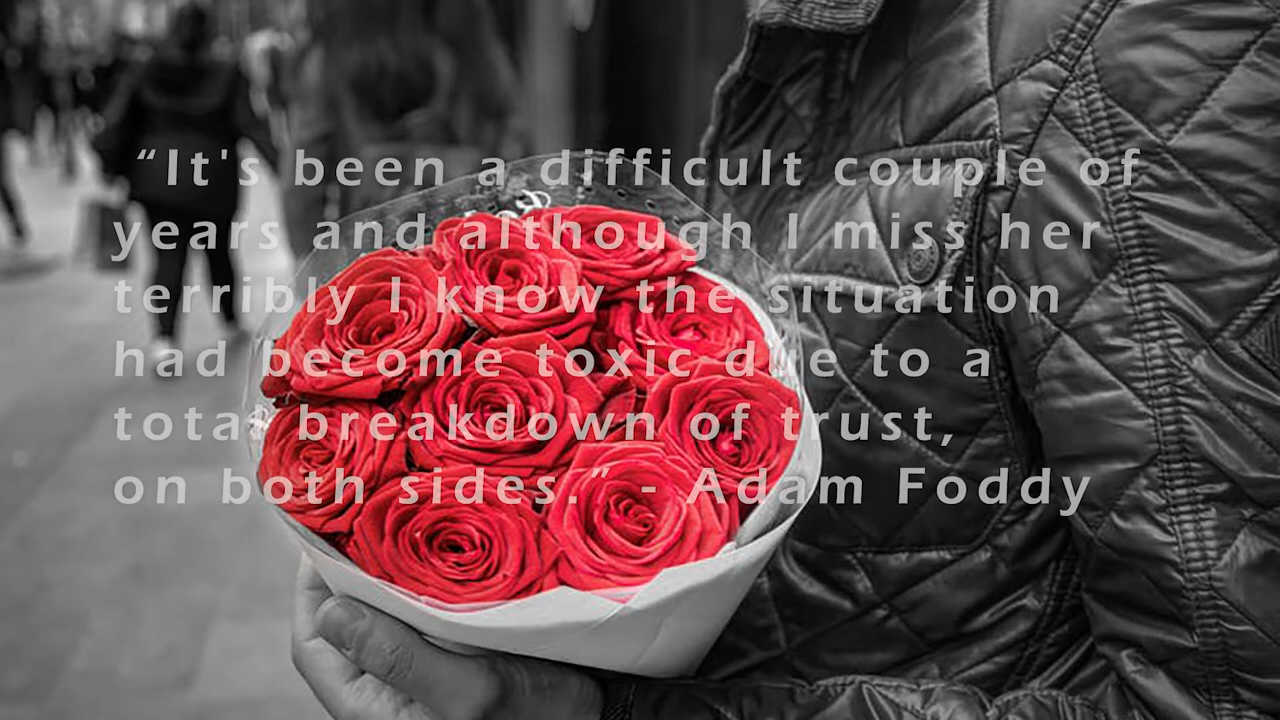 “It's been a difficult couple of
years and although I miss her
terribly I know the situation
had become toxic due to a
total breakdown of trust,
on both sides.” - Adam Foddy